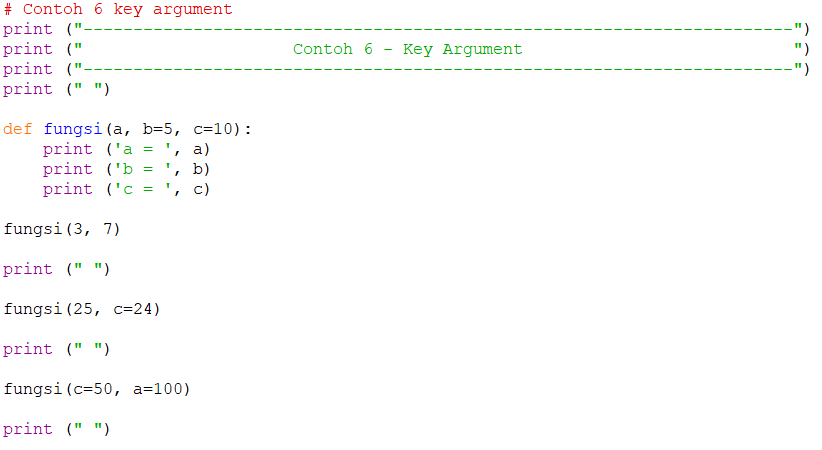 # Contoh 6 key argument
print ("-----------------------------------------------------------------------")
print ("                     Contoh 6 - Key Argument                           ")
print ("-----------------------------------------------------------------------")
print (" ")
def fungsi(a, b=5, c=10):
    print ('a = ', a)
    print ('b = ', b)
    print ('c = ', c)
fungsi(3, 7)
print (" ")
fungsi(25, c=24)
print (" ")
fungsi(c=50, a=100)
print (" ")